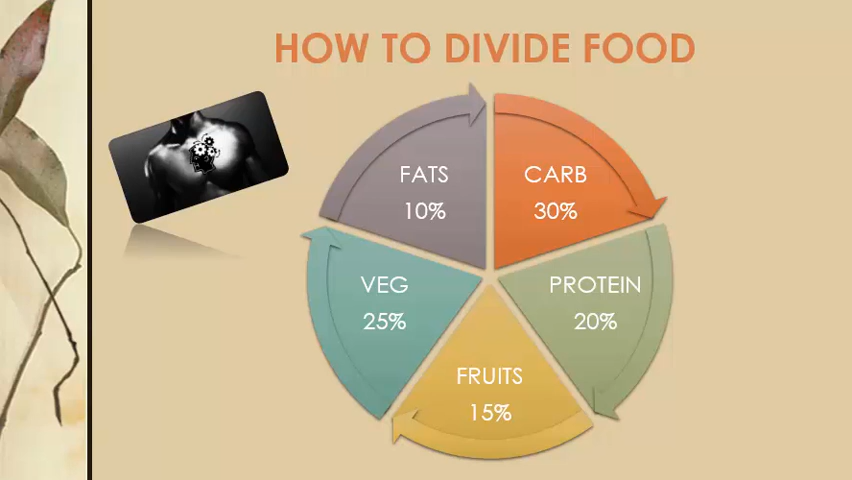 HOW TO DIVIDE FOOD
FATS
10%
CARB
30%
VEG
25%
PROTEIN
20%
FRUITS
15%